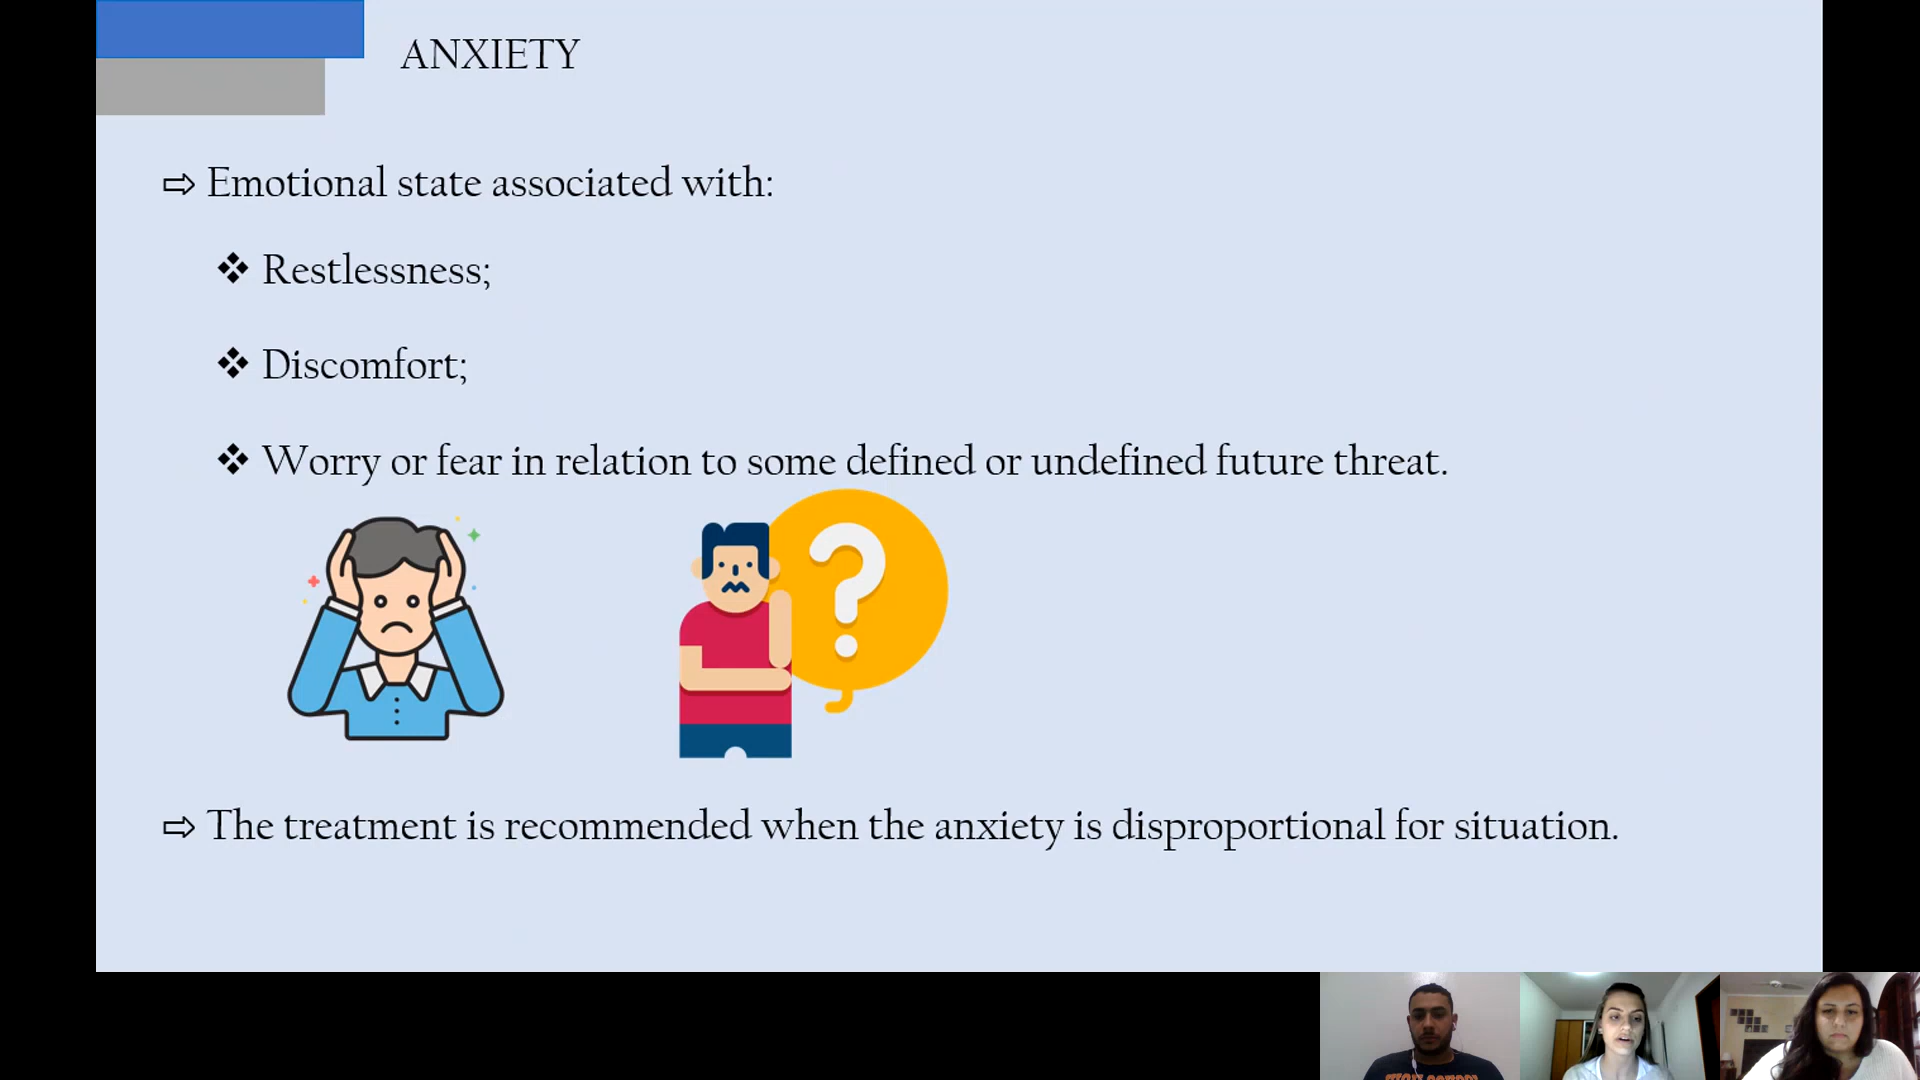 ANXIETY
⇨ Emotional state associated with:
❖ Restlessness;
❖ Discomfort;
❖ Worry or fear in relation to some defined or undefined future threat.
?
⇨ The treatment is recommended when the anxiety is disproportional for situation.